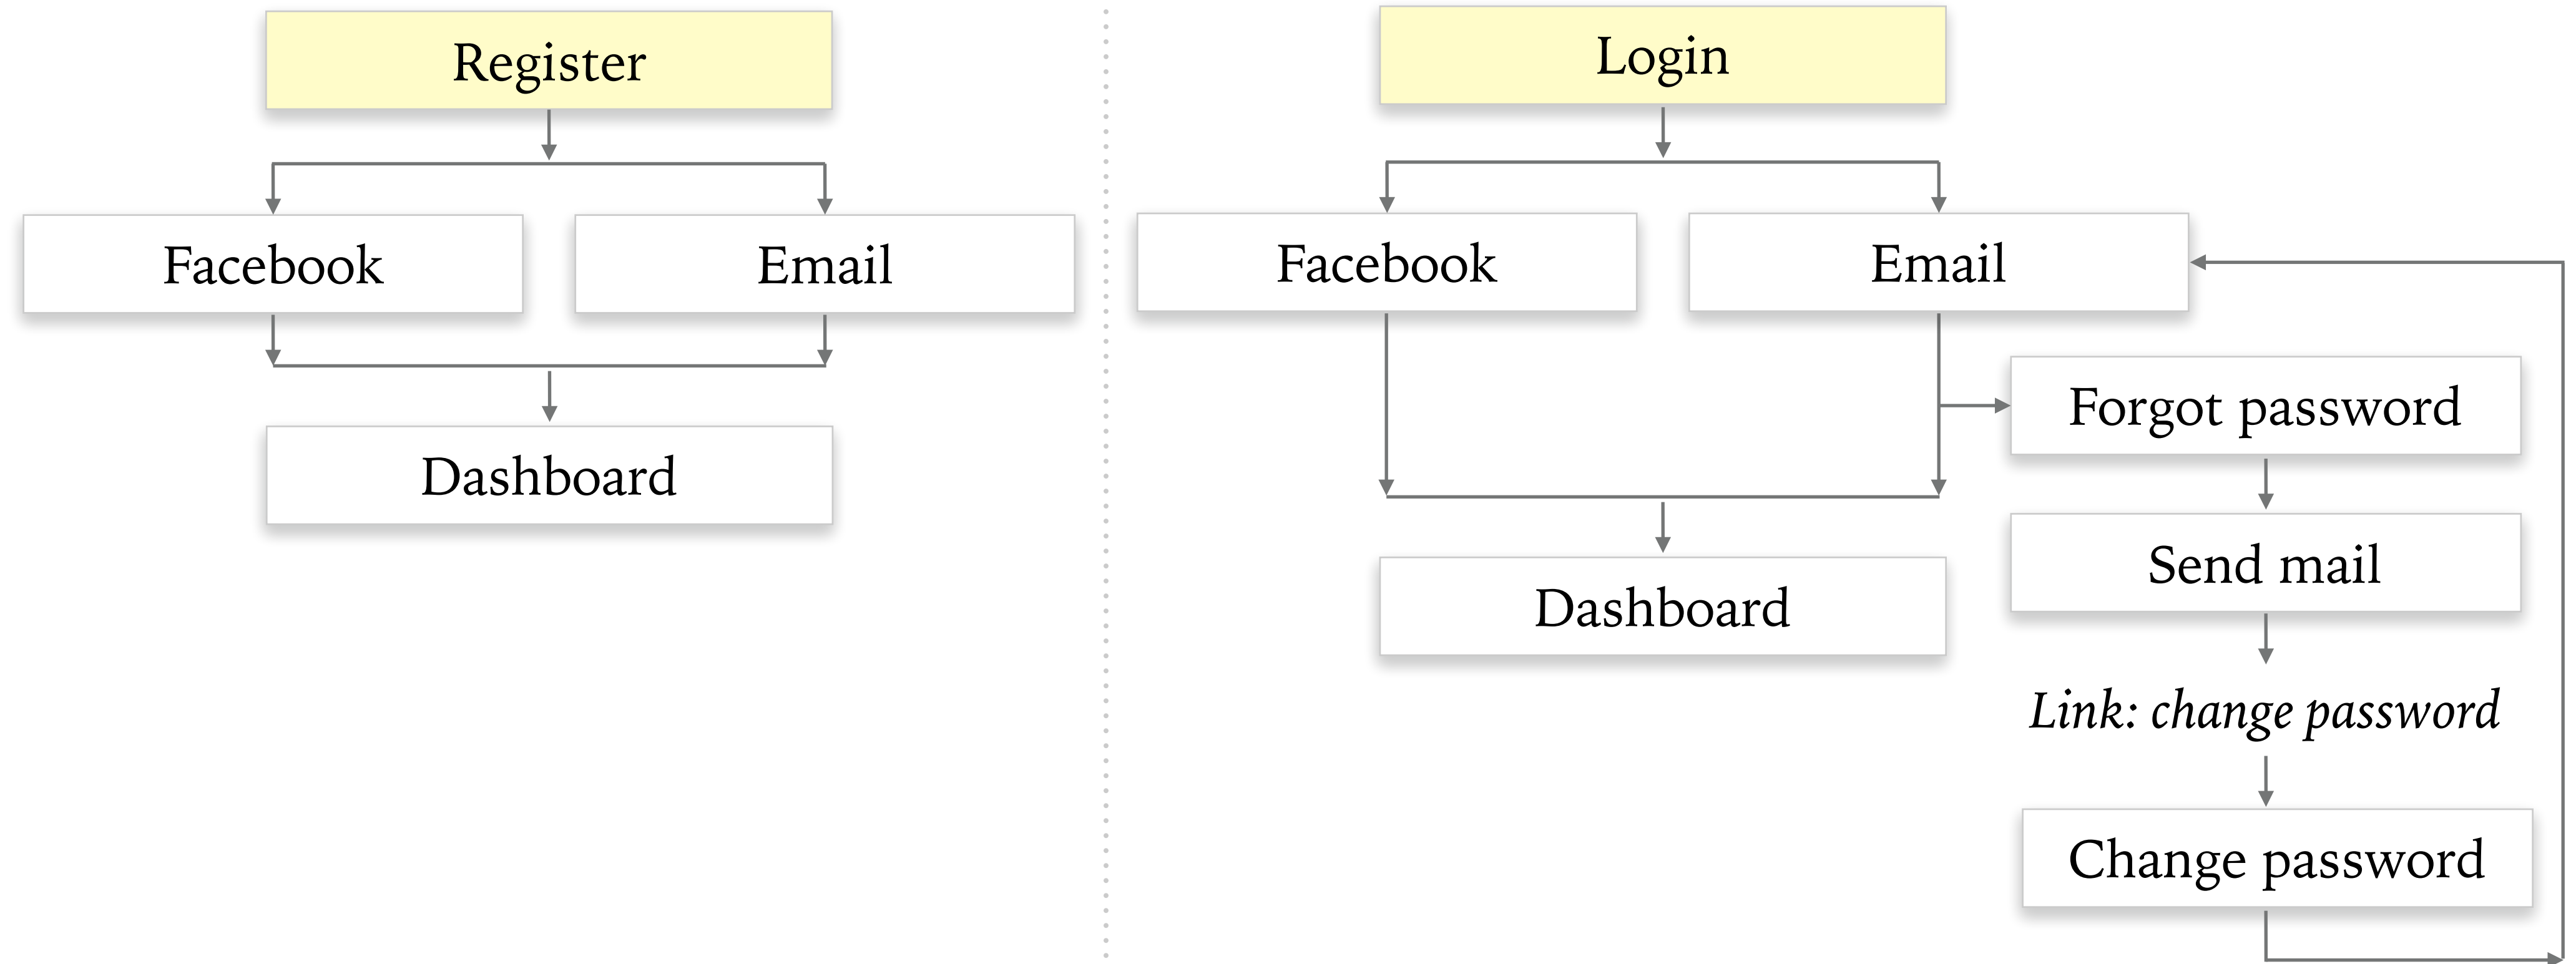 Register
Facebook
Email
Dashboard
Login
Facebook
Email
Forgot password
Send mail
Dashboard
Link: change password
Change password